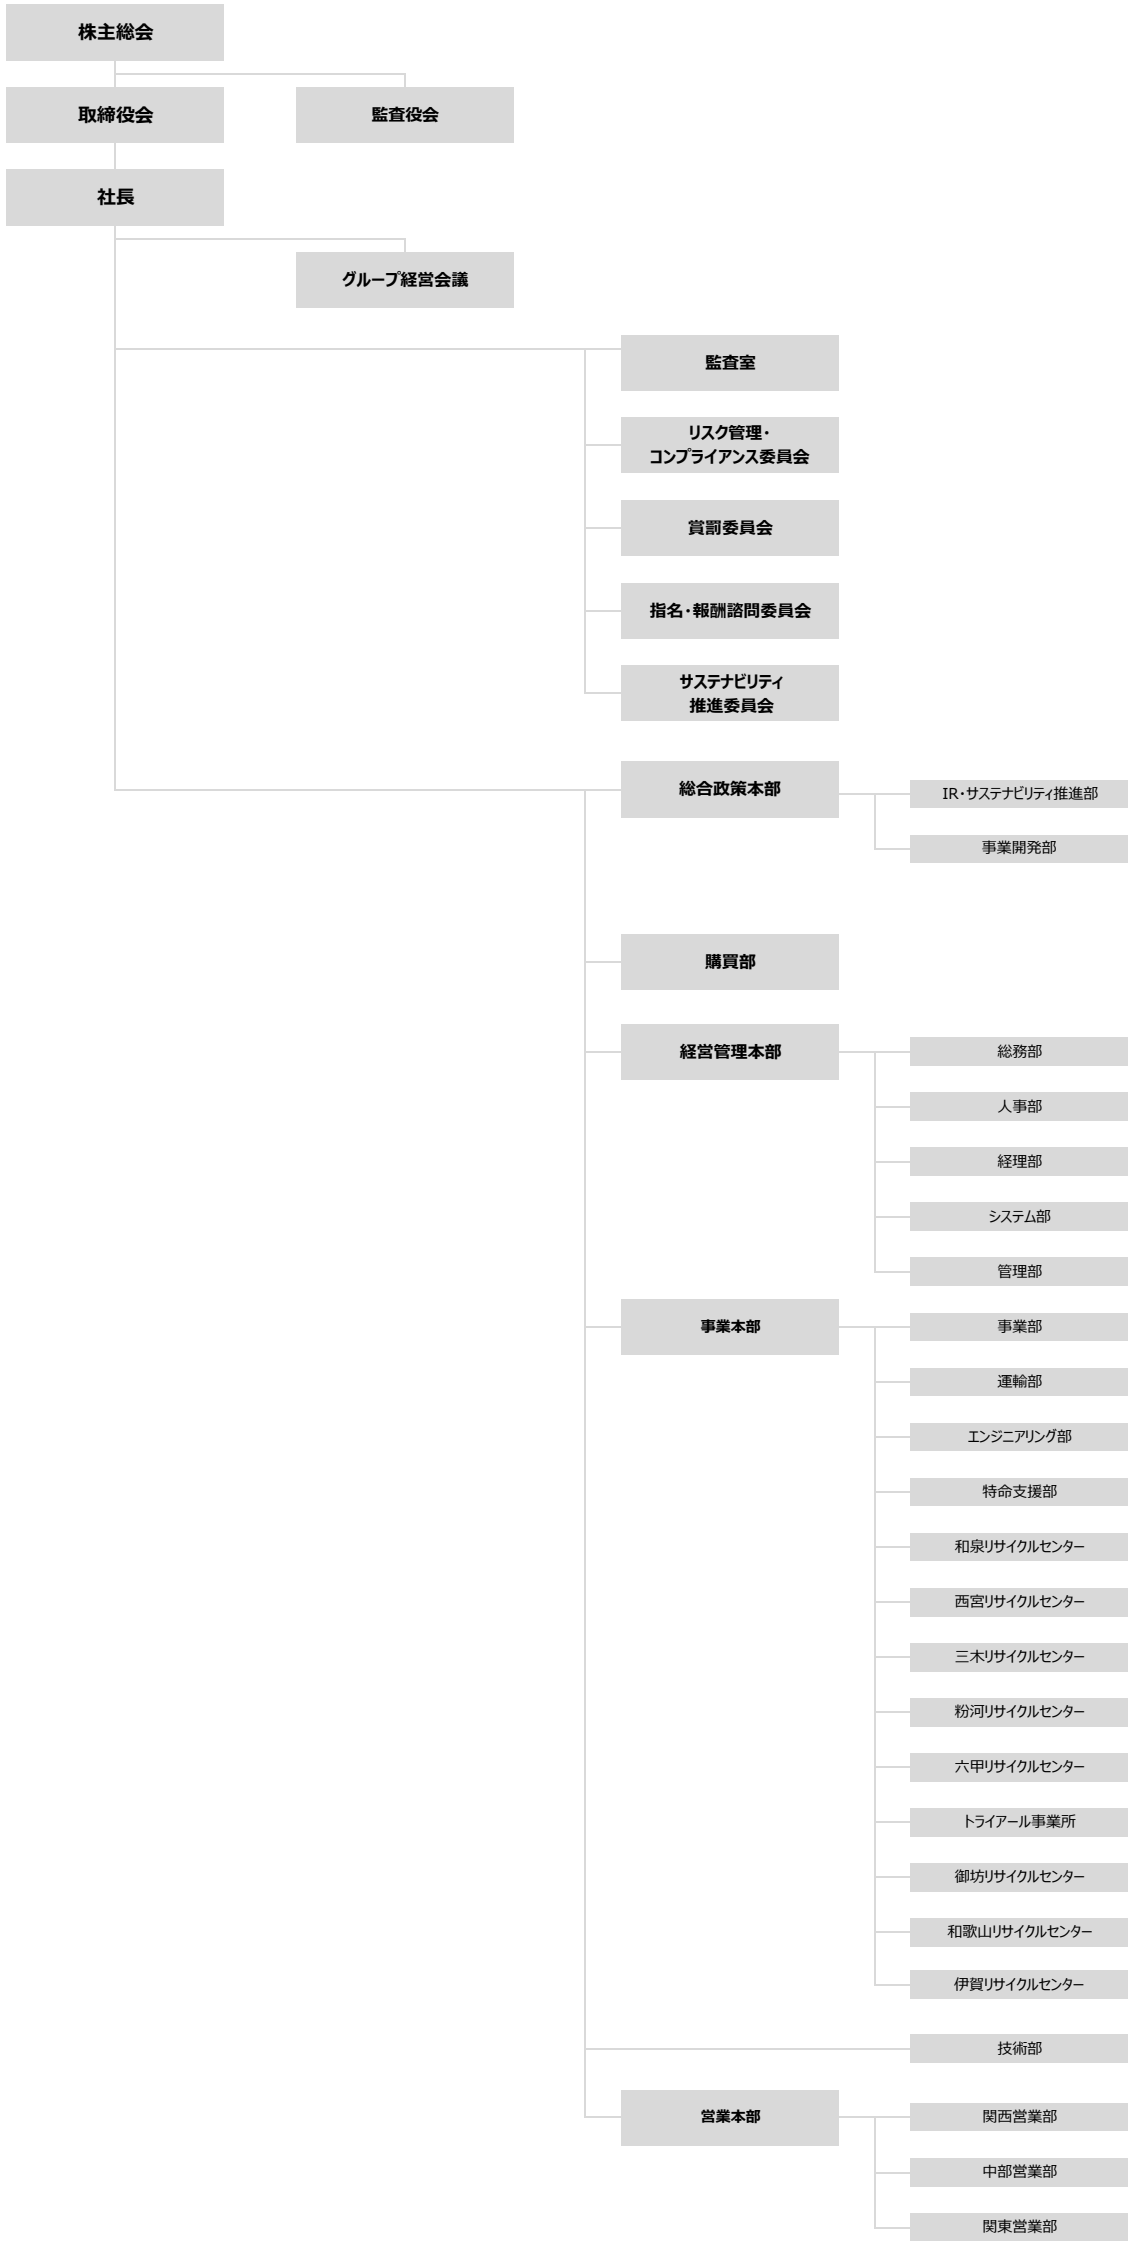 株主総会
取締役会
監査役会
社長
グループ経営会議
監査室
リスク管理・
コンプライアンス委員会
賞罰委員会
指名・報酬諮問委員会
サステナビリティ
推進委員会
総合政策本部
IR・サステナビリティ推進部
事業開発部
購買部
経営管理本部
総務部
人事部
経理部
システム部
管理部
事業本部
事業部
運輸部
エンジニアリング部
特命支援部
和泉リサイクルセンター
西宮リサイクルセンター
三木リサイクルセンター
粉河リサイクルセンター
六甲リサイクルセンター
トライアール事業所
御坊リサイクルセンター
和歌山リサイクルセンター
伊賀リサイクルセンター
技術部
営業本部
関西営業部
中部営業部
関東営業部